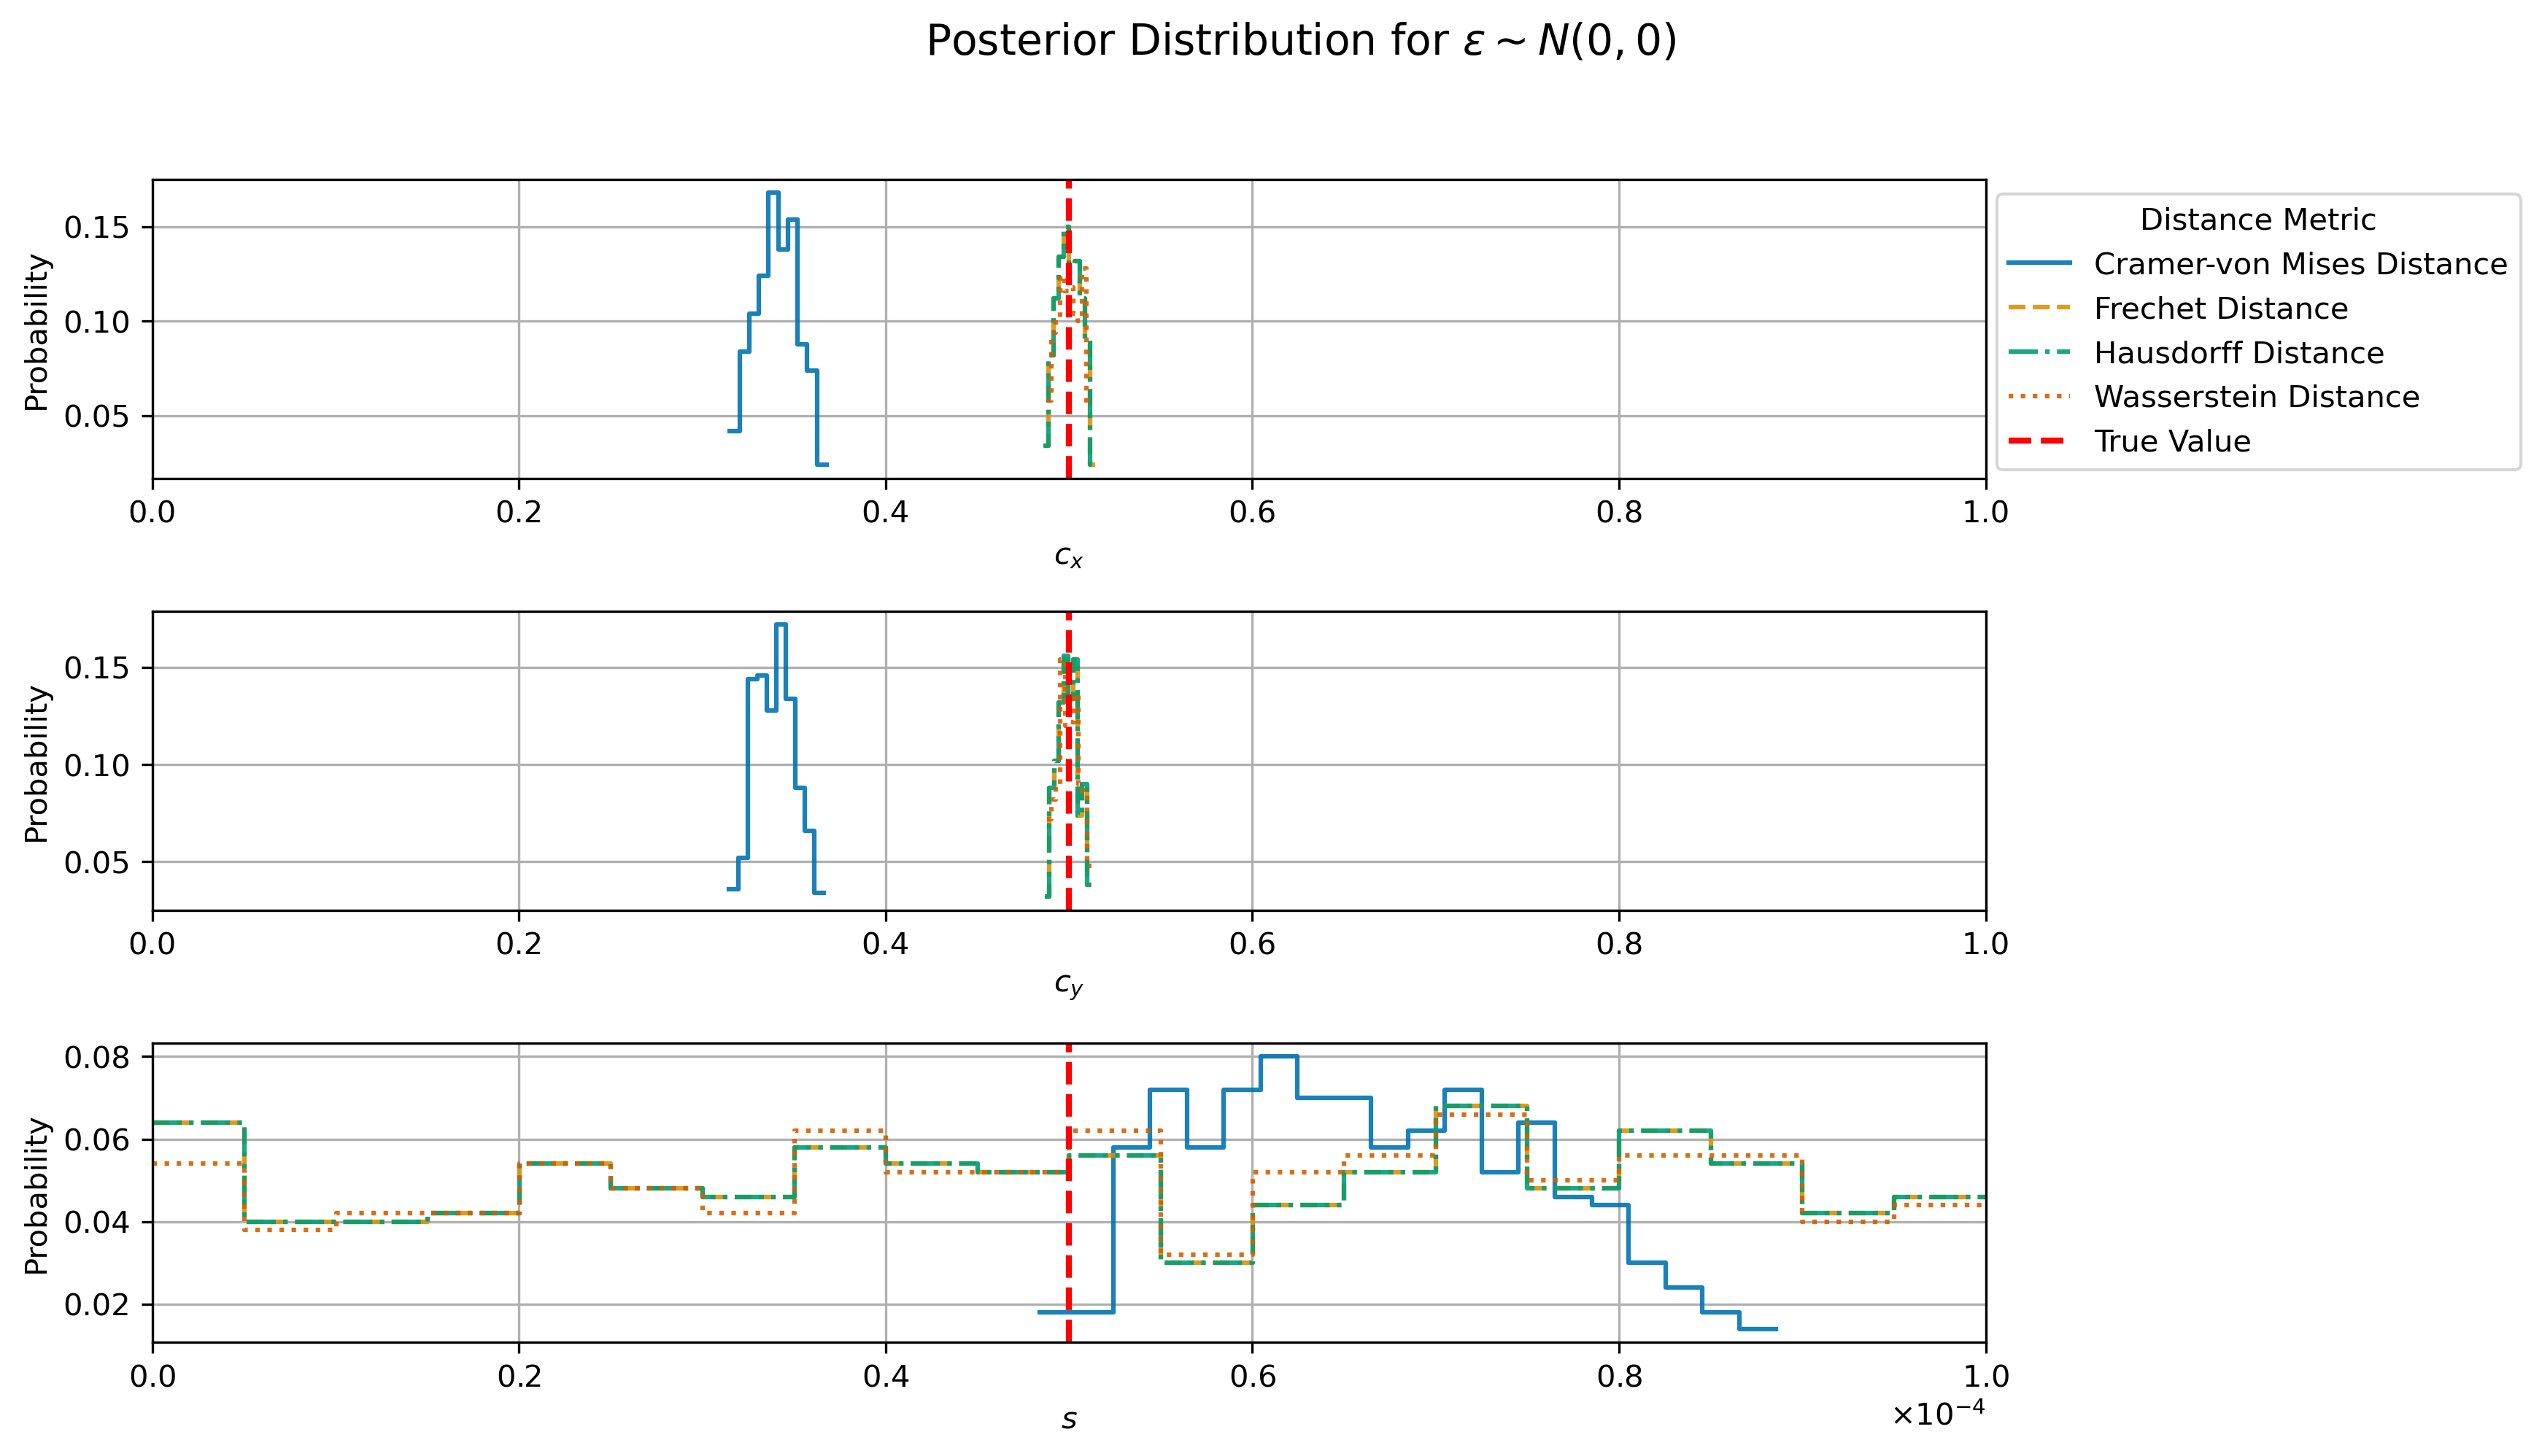 Posterior Distribution for ε ~ N(0, 0)
Probability
0.15
0.10
0.05
0.0 0.2 0.4 0.6 0.8 1.0
c_x
Distance Metric
Cramer-von Mises Distance
Frechet Distance
Hausdorff Distance
Wasserstein Distance
True Value
Probability
0.15
0.10
0.05
0.0 0.2 0.4 0.6 0.8 1.0
c_y
Probability
0.08
0.06
0.04
0.02
0.0 0.2 0.4 0.6 0.8 1.0
×10⁻⁴
s